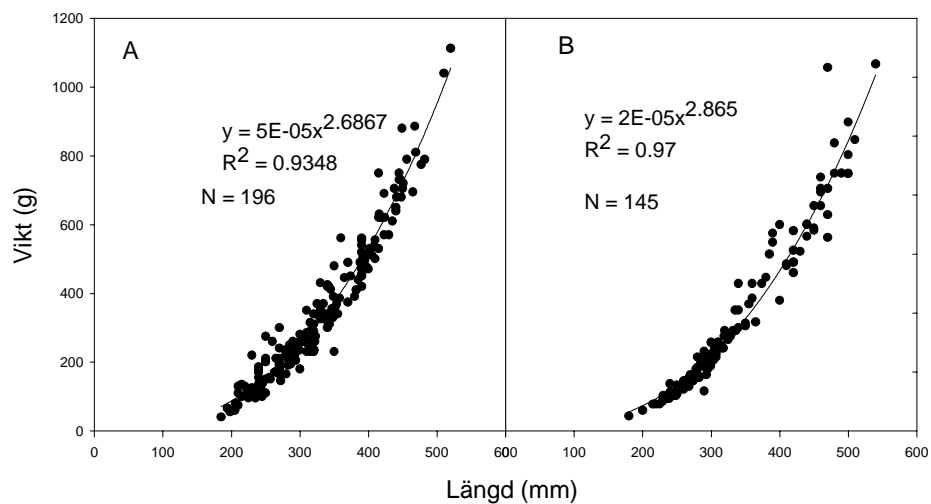 1200
1000
800
600
400
200
0
Vikt (g)
A
y = 5E-05x^2.6867
R^2 = 0.9348
N = 196
B
y = 2E-05x^2.865
R^2 = 0.97
N = 145
0 100 200 300 400 500 0 100 200 300 400 500 600
Längd (mm)